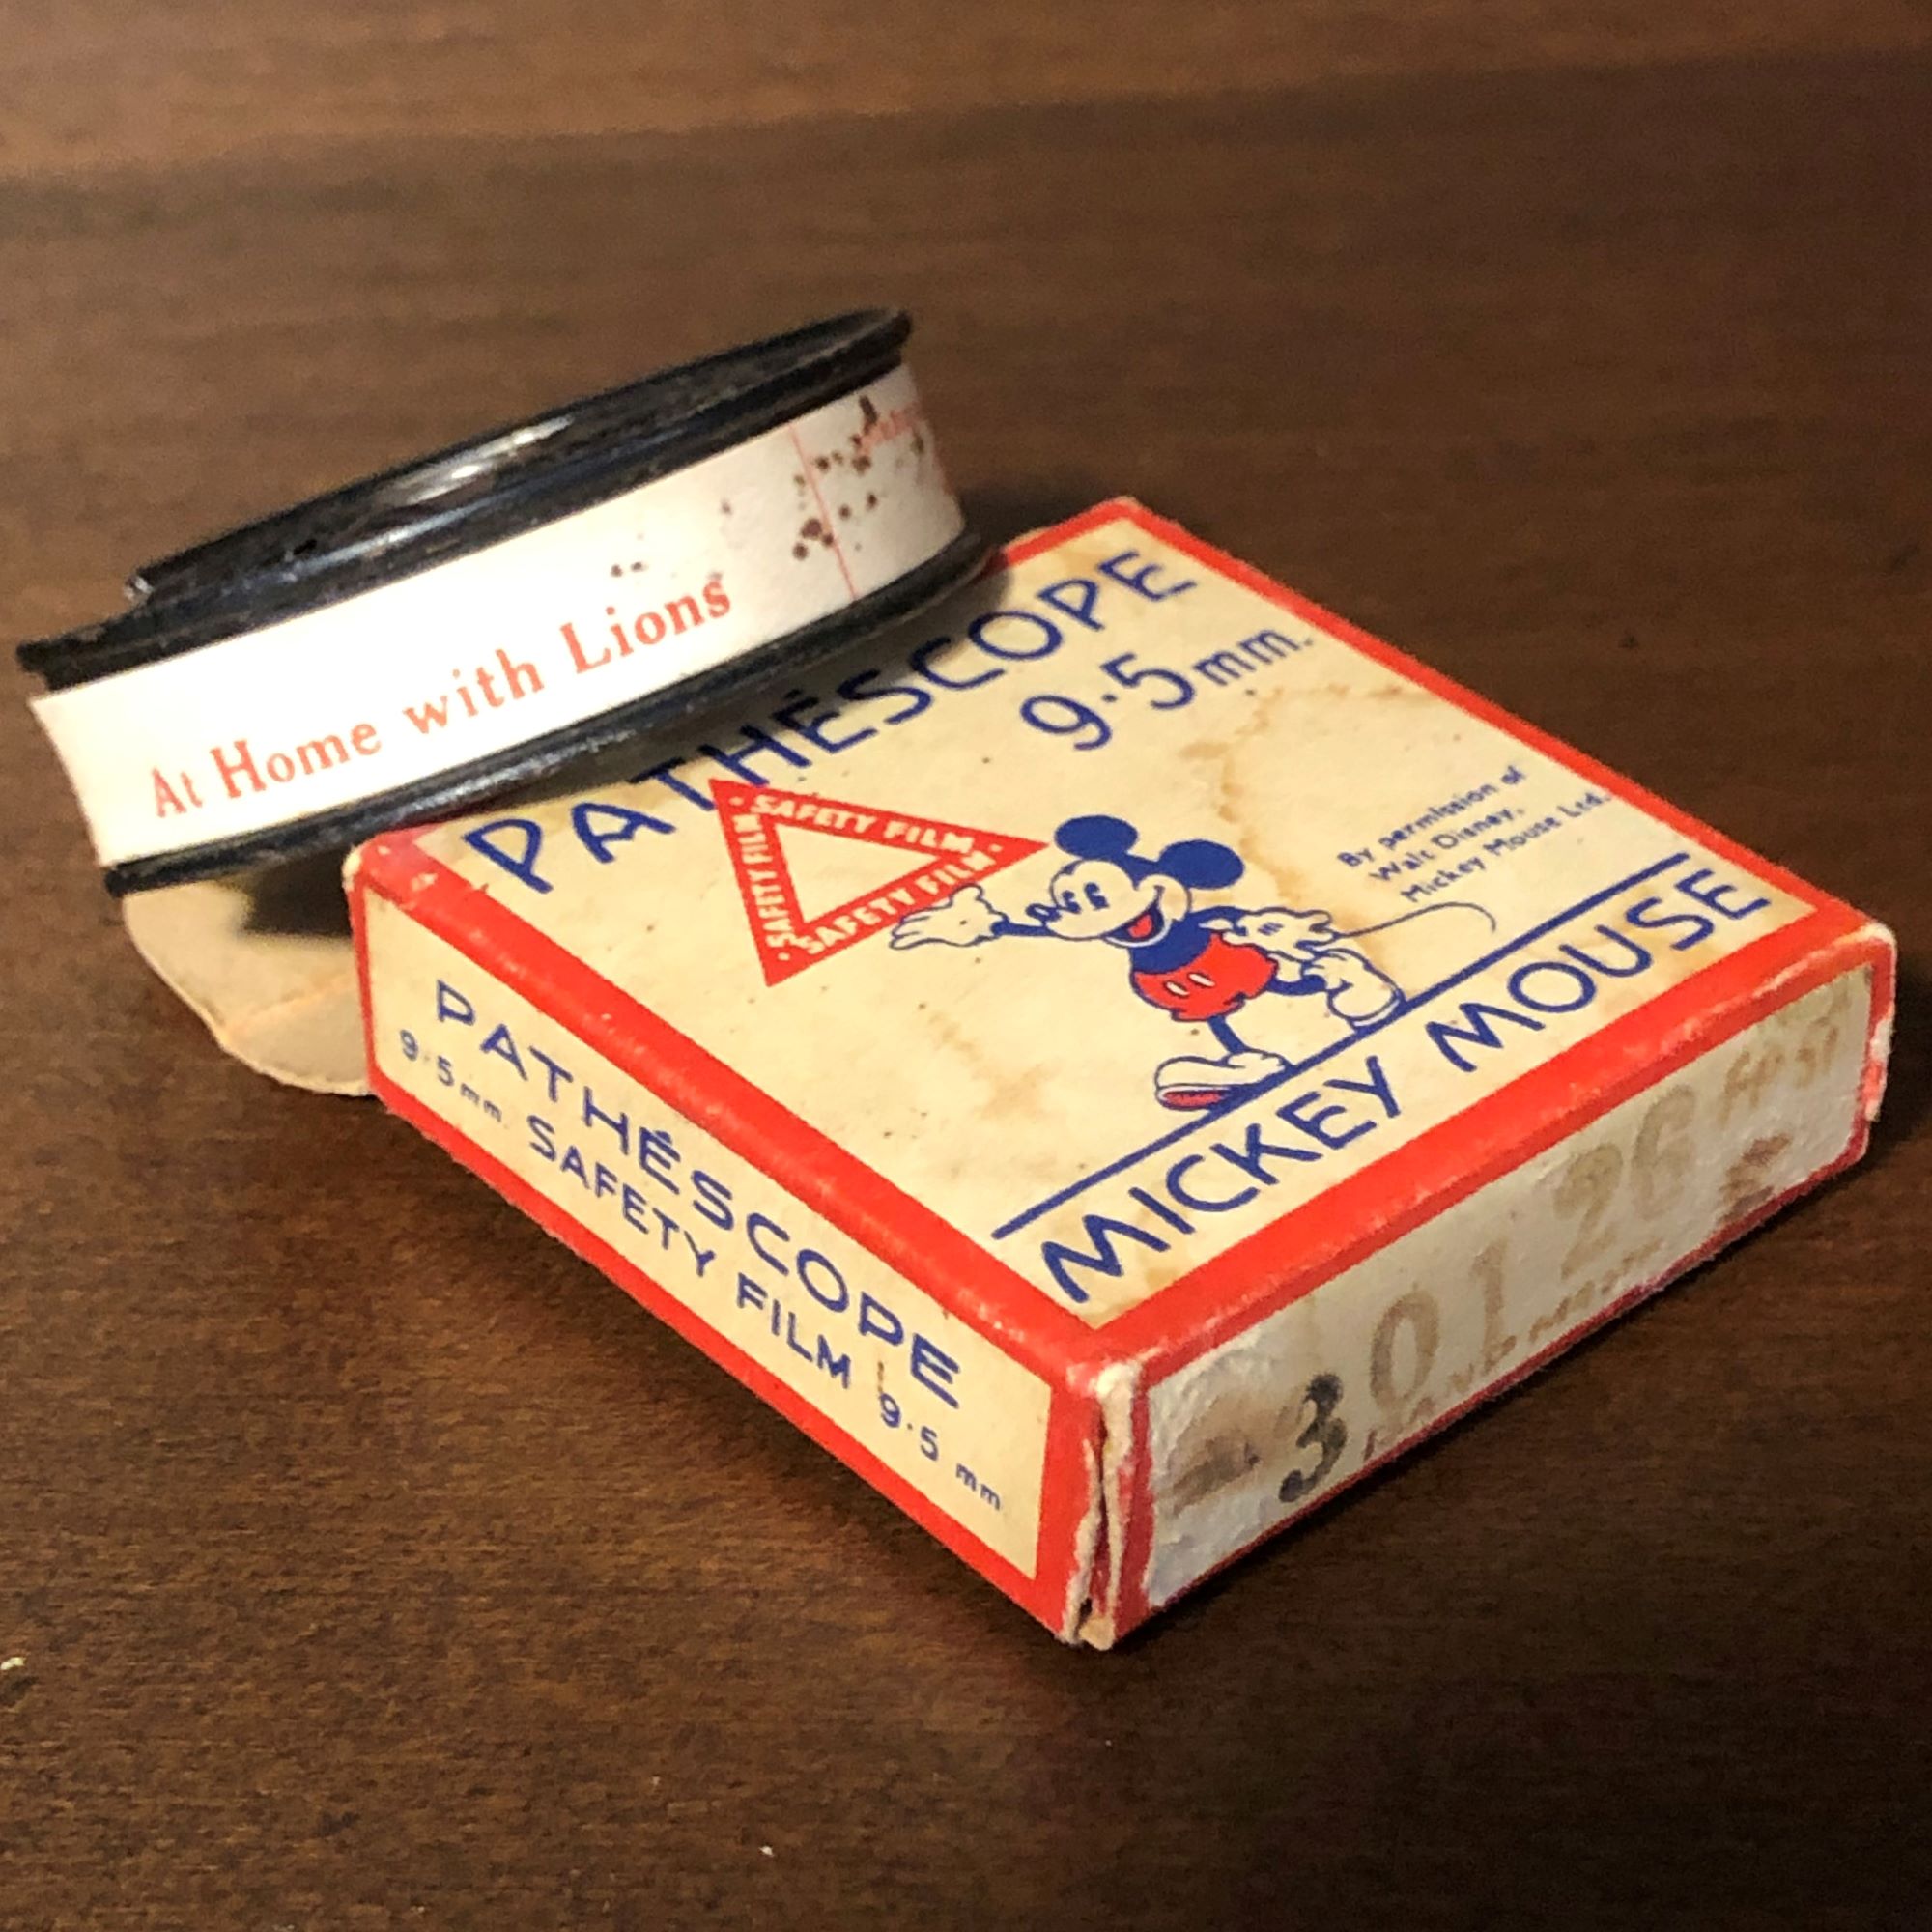 At Home with Lions
PATHÉSCOPE
9·5mm.
SAFETY FILM
SAFETY FILM
SAFETY FILM
By permission of
Walt Disney,
Mickey Mouse Ltd.
MICKEY MOUSE
PATHÉSCOPE
9·5mm. SAFETY FILM 9·5 mm
30126